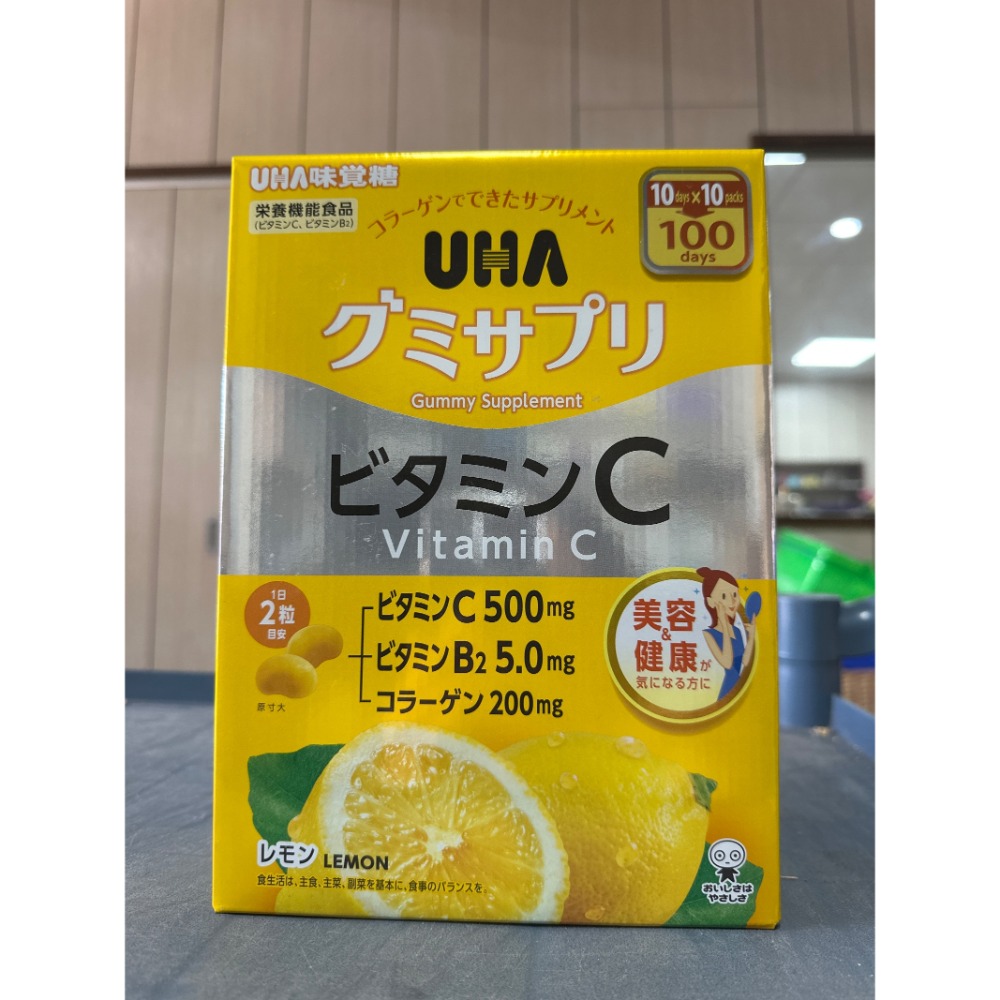 UHA味覚糖
栄養機能食品
(ビタミンC、ビタミンB2)
コラーゲンでできたサプリメント
10days×10packs
100
days
UHA
グミサプリ
Gummy Supplement
ビタミンC
Vitamin C
1日
2粒
目安
原寸大
ビタミンC 500mg
ビタミンB2 5.0mg
コラーゲン 200mg
美容
&
健康が
気になる方に
レモン LEMON
食生活は、主食、主菜、副菜を基本に、食事のバランスを。
おいしさは
やさしさ